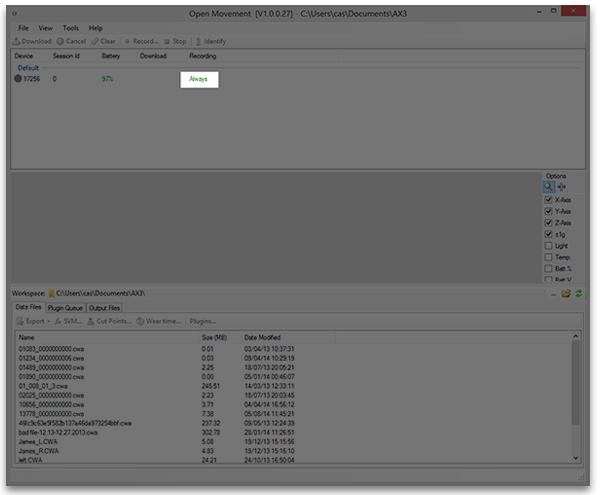 Open Movement [V1.0.0.27] - C:\Users\cas\Documents\AX3
File View Tools Help
Download Cancel Clear Record... Stop Identify
Device Session Id Battery Download Recording
Default
17256 0 97% Always
Options
X-Axis
Y-Axis
Z-Axis
±1g
Light
Temp.
Batt.%
Batt.V
Workspace: C:\Users\cas\Documents\AX3\
Data Files Plugin Queue Output Files
Export SVM... Cut Points... Wear time... Plugins...
Name Size (MB) Date Modified
01083_0000000000.cwa 0.01 03/04/13 10:37:31
01234_0000000006.cwa 0.03 09/04/14 10:29:19
01489_0000000000.cwa 2.25 18/07/13 20:05:21
01890_0000000000.cwa 0.00 05/01/14 00:46:07
01_008_01_3.cwa 245.51 14/03/13 12:33:11
02025_0000000000.cwa 2.23 18/07/13 20:03:45
10656_0000000000.cwa 3.71 04/04/14 16:56:12
13778_0000000000.cwa 7.38 05/08/14 11:45:21
46fc9c63e5f582b137a46da973254bbf.cwa 237.32 09/05/13 12:24:39
bad file-12.13-12.27.2013.cwa 302.78 28/01/14 11:26:51
James_L.CWA 5.08 19/12/13 15:15:56
James_R.CWA 4.83 19/12/13 15:16:10
left.CWA 24.21 24/10/13 16:50:04